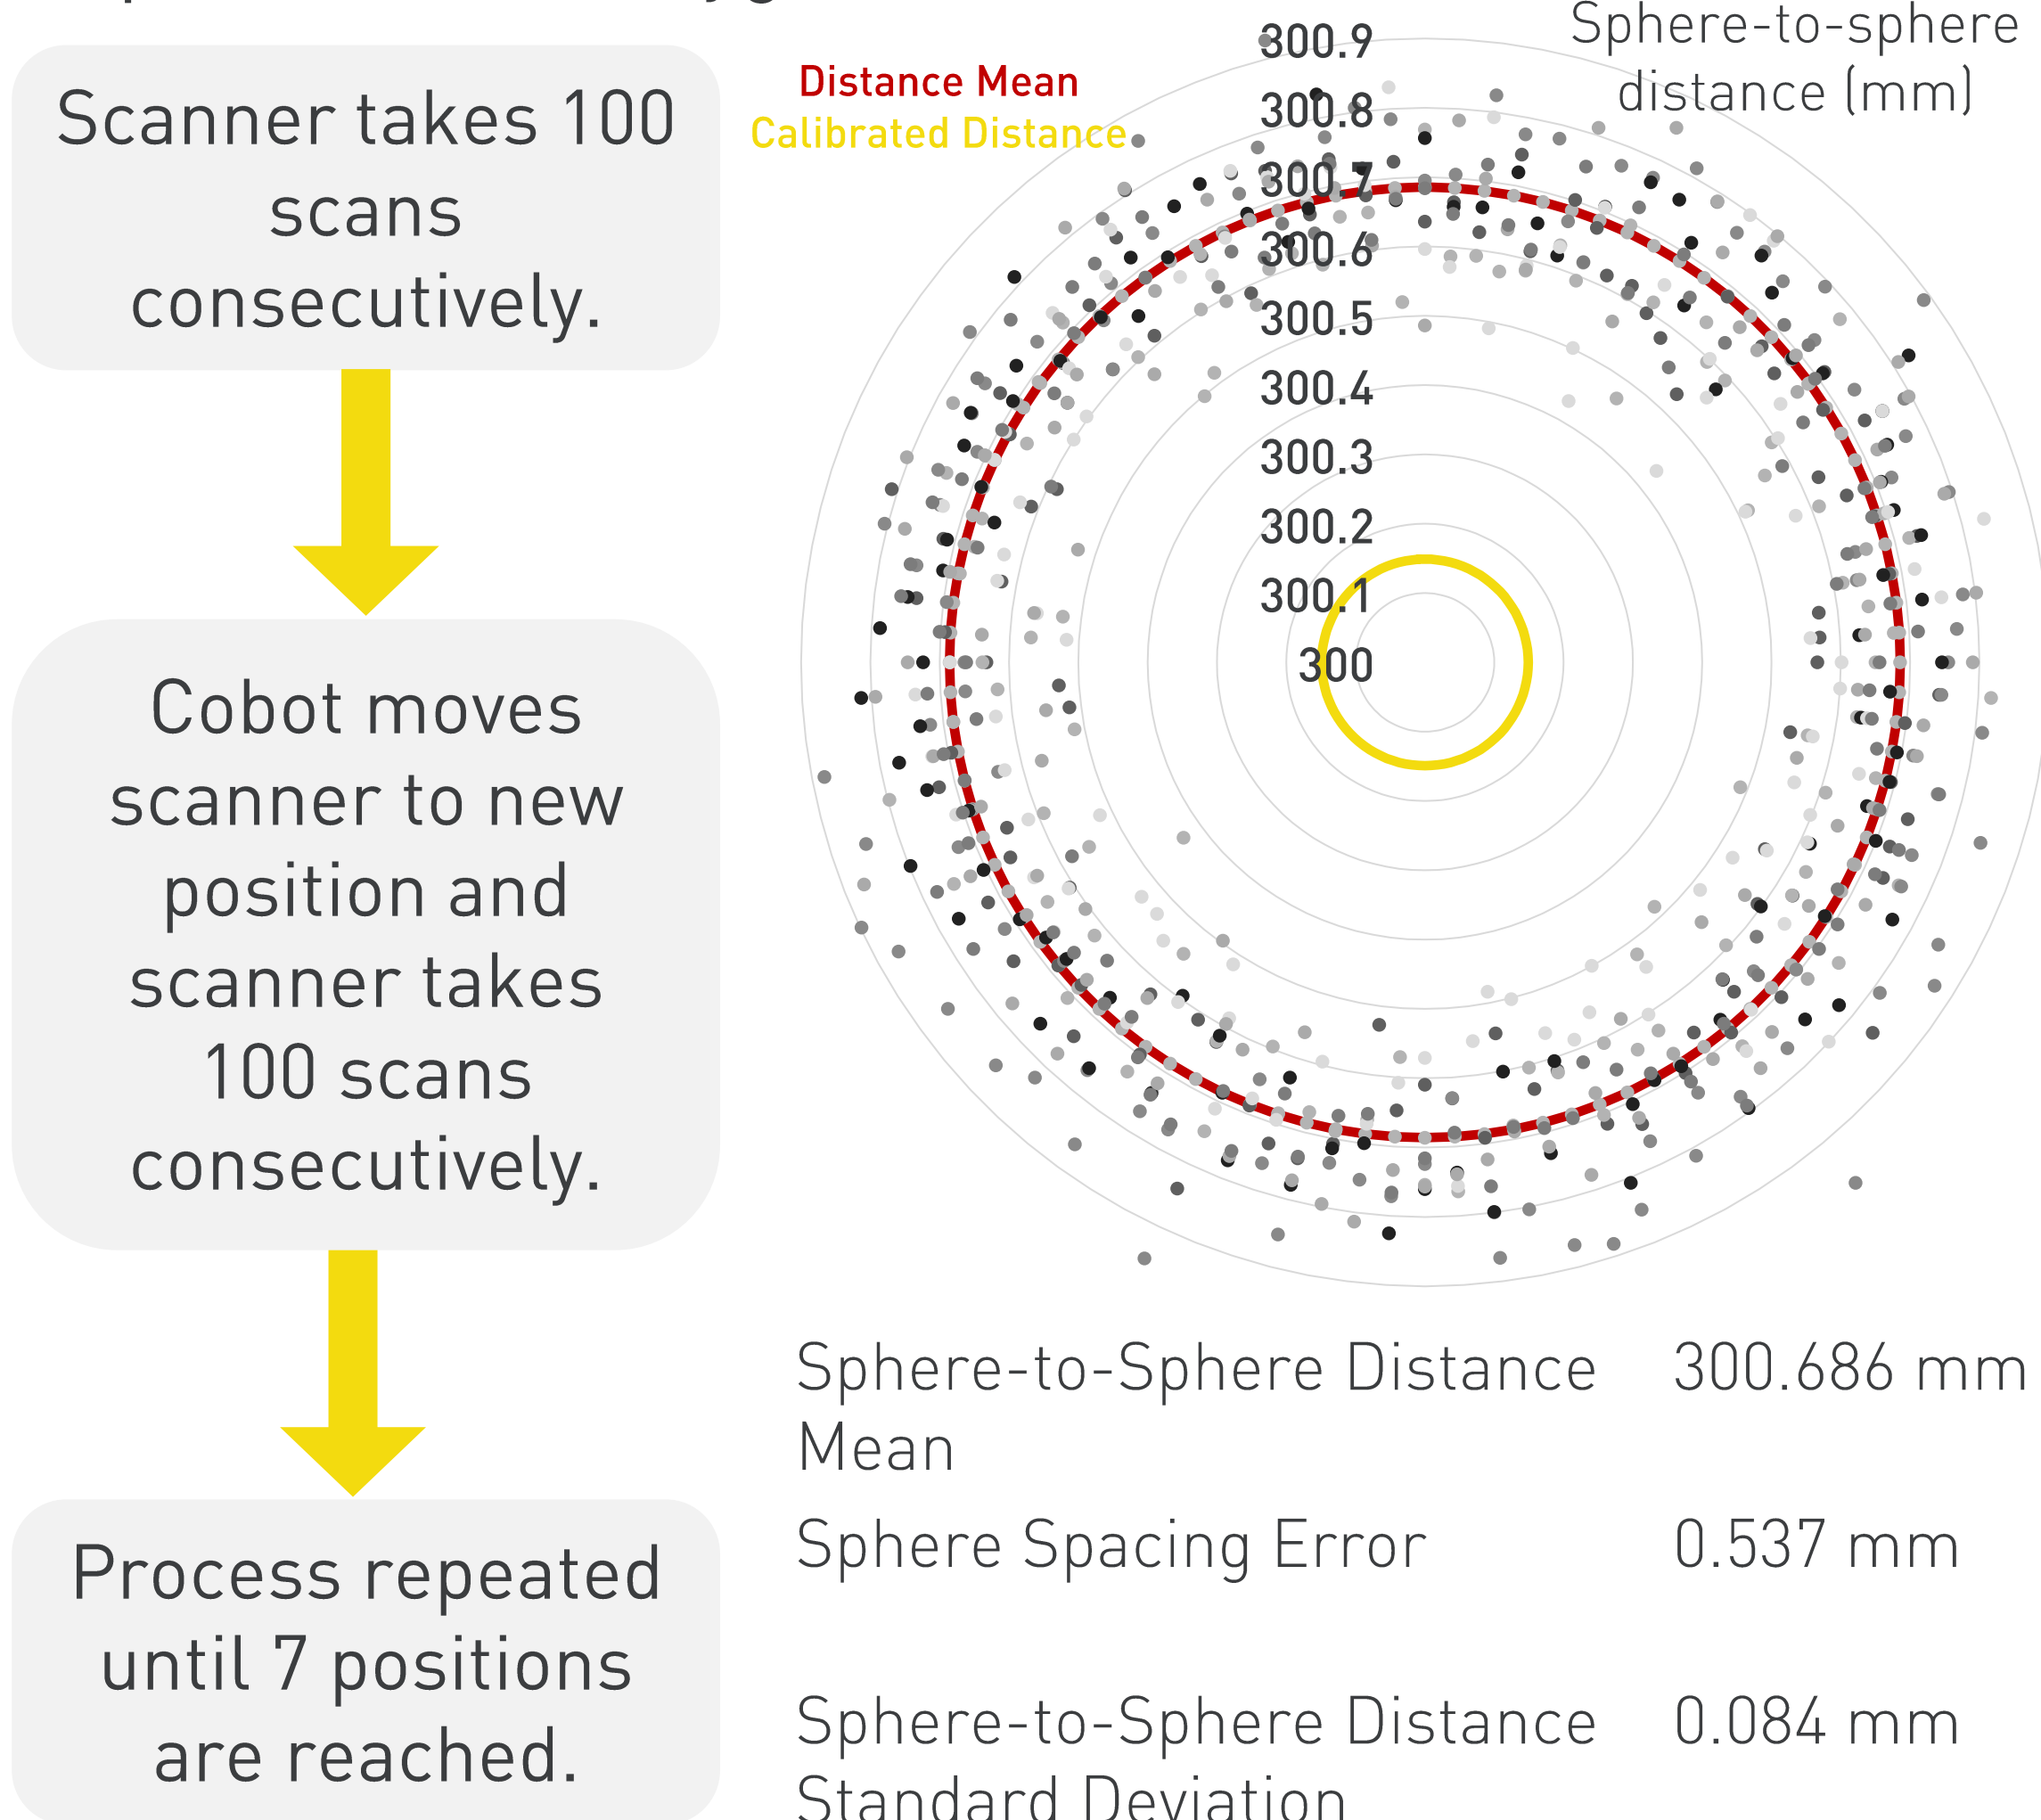 Scanner takes 100
scans
consecutively.
Cobot moves
scanner to new
position and
scanner takes
100 scans
consecutively.
Process repeated
until 7 positions
are reached.
Distance Mean
Calibrated Distance
Sphere-to-sphere
distance (mm)
300.9
300.8
300.7
300.6
300.5
300.4
300.3
300.2
300.1
300
Sphere-to-Sphere Distance 300.686 mm
Mean
Sphere Spacing Error 0.537 mm
Sphere-to-Sphere Distance 0.084 mm
Standard Deviation